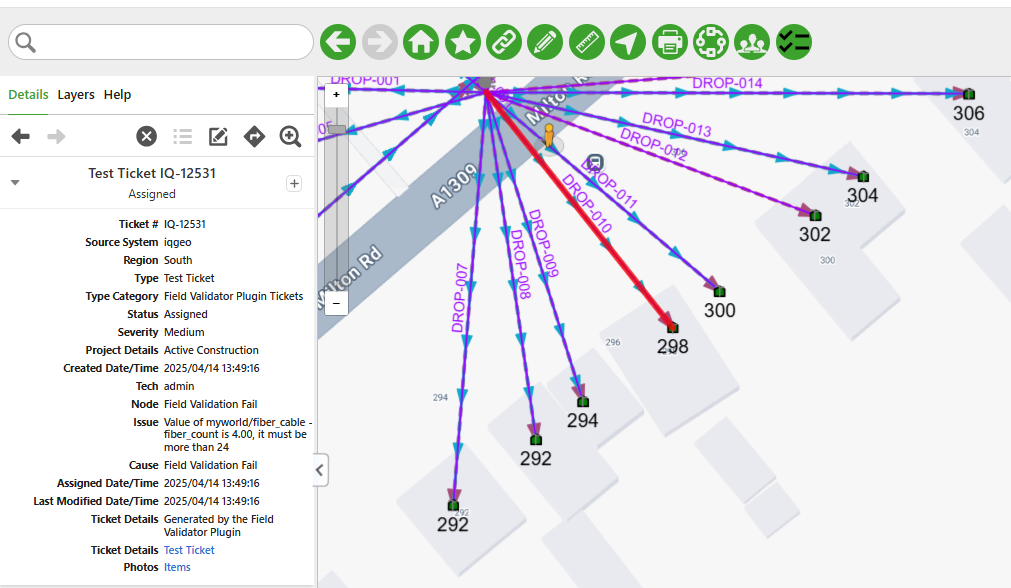 Details Layers Help
Test Ticket IQ-12531
Assigned
Ticket # IQ-12531
Source System iqgeo
Region South
Type Test Ticket
Type Category Field Validator Plugin Tickets
Status Assigned
Severity Medium
Project Details Active Construction
Created Date/Time 2025/04/14 13:49:16
Tech admin
Node Field Validation Fail
Issue Value of myworld/fiber_cable -
fiber_count is 4.00, it must be
more than 24
Cause Field Validation Fail
Assigned Date/Time 2025/04/14 13:49:16
Last Modified Date/Time 2025/04/14 13:49:16
Ticket Details Generated by the Field
Validator Plugin
Ticket Details Test Ticket
Photos Items
DROP-001
DROP-014
306
304
Milton
DROP-013
DROP-012
304
302
302
300
A1309
DROP-011
DROP-010
DROP-009
DROP-008
DROP-007
Milton Rd
300
298
296
294
294
292
292
292